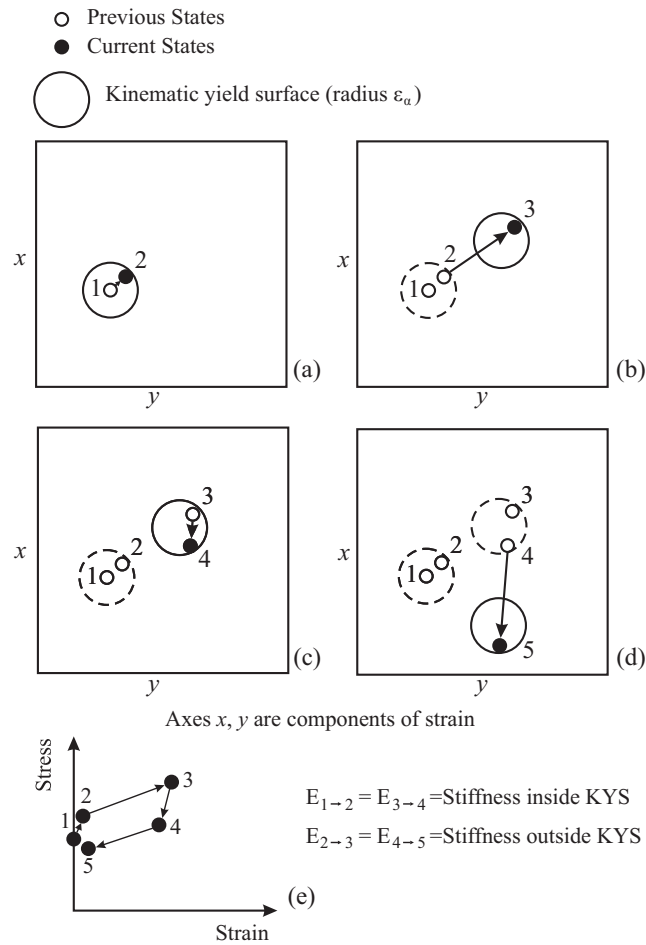 Previous States
Current States
Kinematic yield surface (radius εα)
x
1
2
y
(a)
x
1
2
3
y
(b)
x
1
2
3
4
y
(c)
x
1
2
3
4
5
y
(d)
Axes x, y are components of strain
Stress
1
2
3
4
5
Strain
(e)
E1→2 = E3→4 =Stiffness inside KYS
E2→3 = E4→5 =Stiffness outside KYS